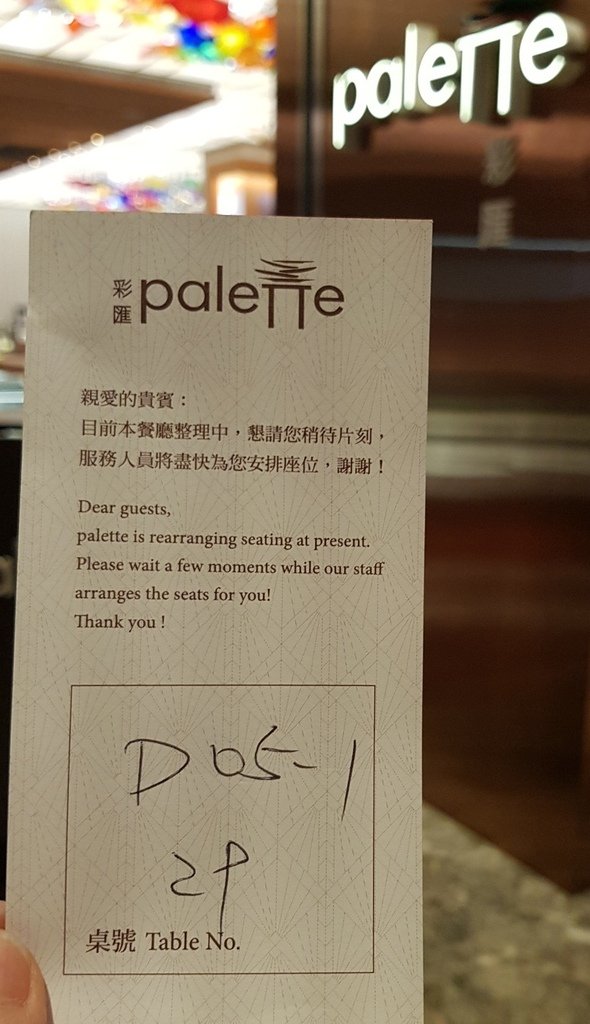 palette
彩匯
彩匯 palette
親愛的貴賓：
目前本餐廳整理中，懇請您稍待片刻，
服務人員將盡快為您安排座位，謝謝！
Dear guests,
palette is rearranging seating at present.
Please wait a few moments while our staff
arranges the seats for you!
Thank you !
D05-1
2P
桌號 Table No.